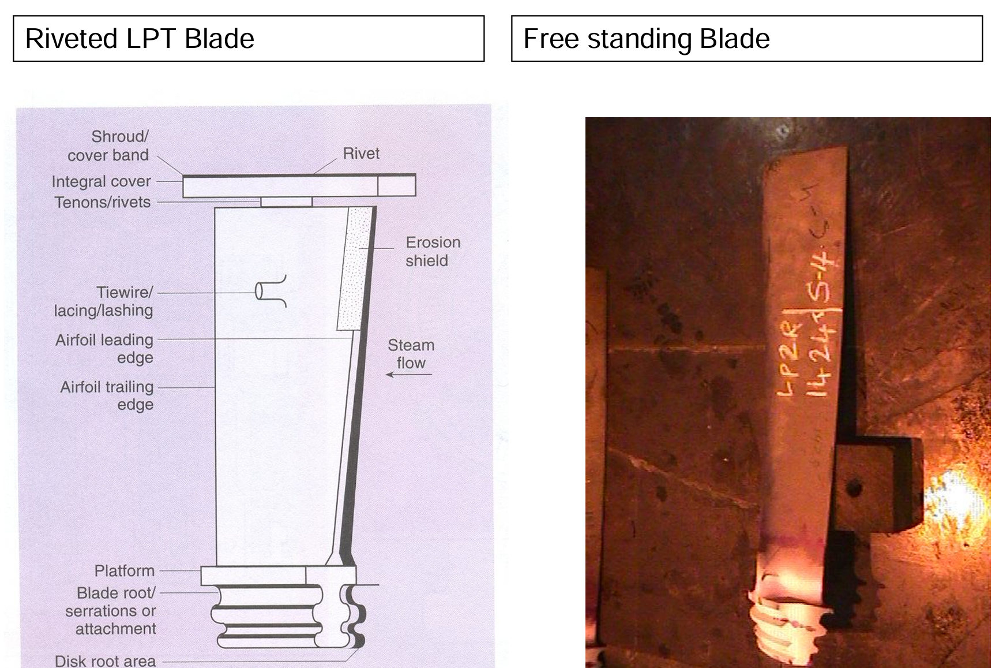 Riveted LPT Blade
Free standing Blade
Shroud/
cover band
Rivet
Integral cover
Tenons/rivets
Erosion
shield
Tiewire/
lacing/lashing
Airfoil leading
edge
Steam
flow
Airfoil trailing
edge
Platform
Blade root/
serrations or
attachment
Disk root area
LP2R
S-4